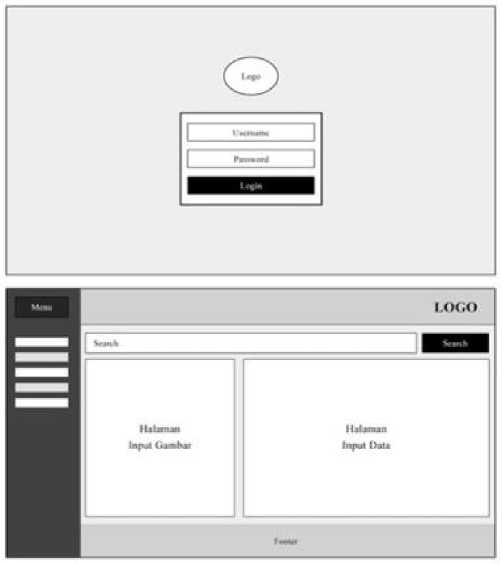 Logo
Username
Password
Login
Menu
LOGO
Search
Search
Halaman
Input Gambar
Halaman
Input Data
Footer